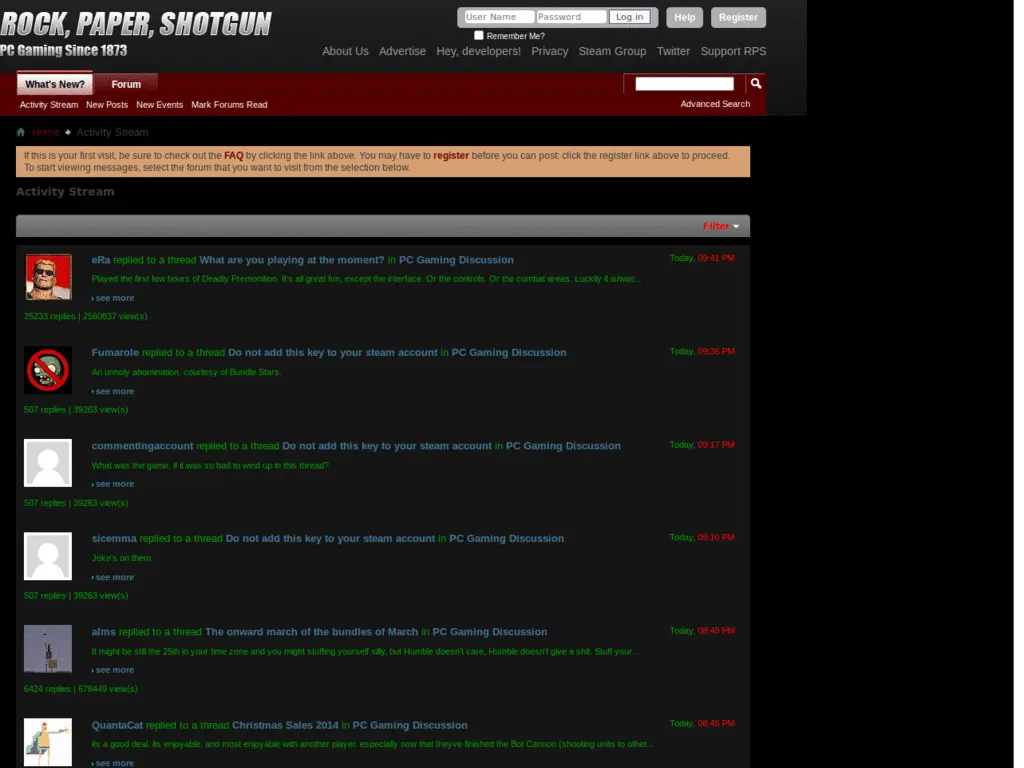 ROCK, PAPER, SHOTGUN
PC Gaming Since 1873
User Name Password Log in Help Register
Remember Me?
About Us Advertise Hey, developers! Privacy Steam Group Twitter Support RPS
What's New? Forum
Activity Stream New Posts New Events Mark Forums Read Advanced Search
Home Activity Stream
If this is your first visit, be sure to check out the FAQ by clicking the link above. You may have to register before you can post: click the register link above to proceed.
To start viewing messages, select the forum that you want to visit from the selection below.
Activity Stream
Filter
eRa replied to a thread What are you playing at the moment? in PC Gaming Discussion Today, 09:41 PM
Played the first few hours of Deadly Premonition. It's all great fun, except the interface. Or the controls. Or the combat areas. Luckily it is/was...
see more
25233 replies | 2560837 view(s)
Fumarole replied to a thread Do not add this key to your steam account in PC Gaming Discussion Today, 09:36 PM
An unholy abomination, courtesy of Bundle Stars.
see more
507 replies | 39263 view(s)
commentingaccount replied to a thread Do not add this key to your steam account in PC Gaming Discussion Today, 09:17 PM
What was the game, if it was so bad to wind up in this thread?
see more
507 replies | 39263 view(s)
sicemma replied to a thread Do not add this key to your steam account in PC Gaming Discussion Today, 09:10 PM
Joke's on them
see more
507 replies | 39263 view(s)
alms replied to a thread The onward march of the bundles of March in PC Gaming Discussion Today, 08:49 PM
It might be still the 25th in your time zone and you might stuffing yourself silly, but Humble doesn't care, Humble doesn't give a shit. Stuff your...
see more
6424 replies | 678449 view(s)
QuantaCat replied to a thread Christmas Sales 2014 in PC Gaming Discussion Today, 08:45 PM
its a good deal, its enjoyable, and most enjoyable with another player, especially now that theyve finished the Bot Cannon (shooting units to other...
see more